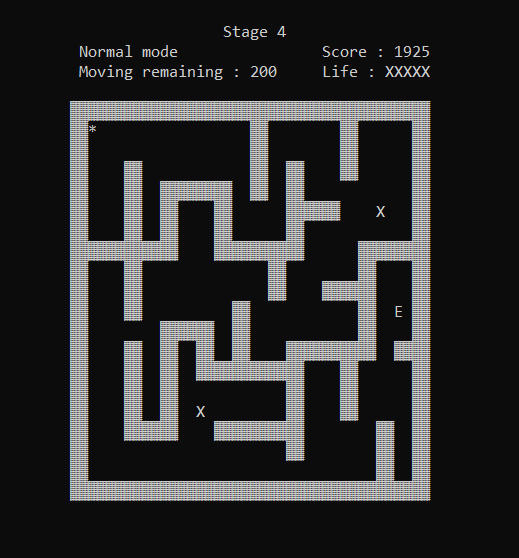 Stage 4
Normal mode Score : 1925
Moving remaining : 200 Life : XXXXX
*
X
E
X